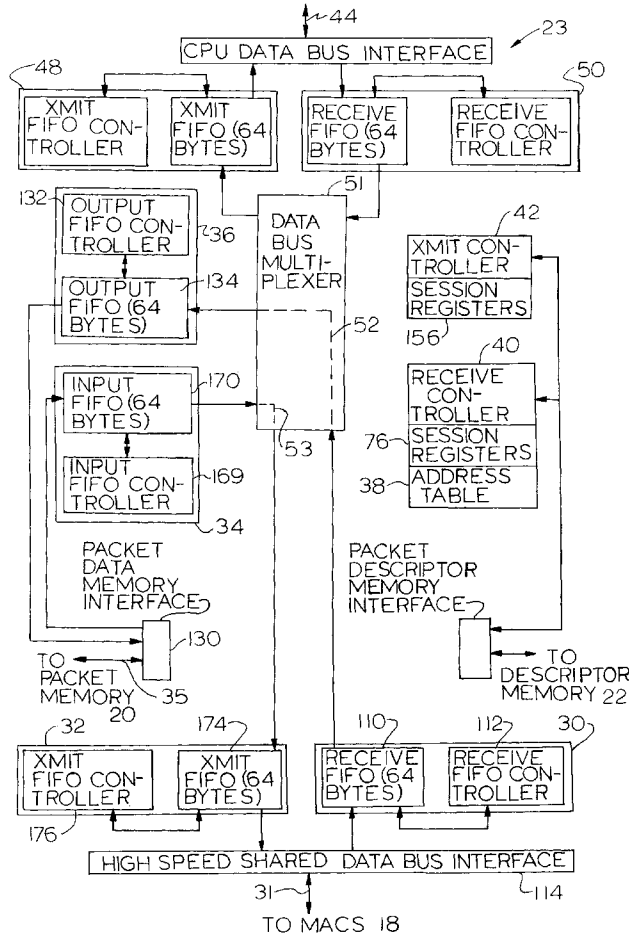 44
CPU DATA BUS INTERFACE
23
48
XMIT
FIFO CON-
TROLLER
XMIT
FIFO (64
BYTES)
RECEIVE
FIFO (64
BYTES)
RECEIVE
FIFO CON-
TROLLER
50
51
DATA
BUS
MULTI-
PLEXER
52
53
132
OUTPUT
FIFO CON-
TROLLER
36
OUTPUT
FIFO (64
BYTES)
134
INPUT
FIFO (64
BYTES)
170
INPUT
FIFO CON-
TROLLER
169
34
42
XMIT CON-
TROLLER
SESSION
REGISTERS
156
40
RECEIVE
CON-
TROLLER
76
SESSION
REGISTERS
38
ADDRESS
TABLE
PACKET
DATA
MEMORY
INTERFACE
130
TO
PACKET
MEMORY
20
35
PACKET
DESCRIPTOR
MEMORY
INTERFACE
TO
DESCRIPTOR
MEMORY 22
32
XMIT
FIFO CON-
TROLLER
176
174
XMIT
FIFO (64
BYTES)
110
RECEIVE
FIFO (64
BYTES)
112
RECEIVE
FIFO CON-
TROLLER
30
HIGH SPEED SHARED DATA BUS INTERFACE
31
114
TO MACS 18